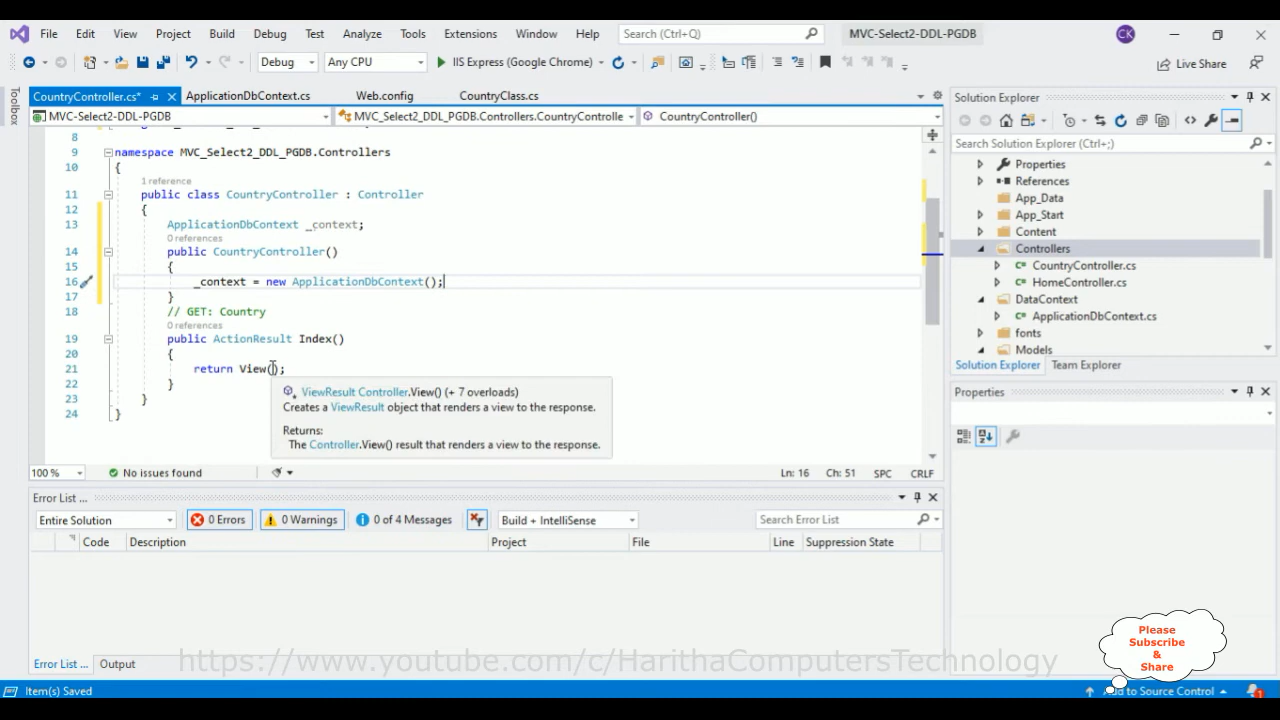 File Edit View Project Build Debug Test Analyze Tools Extensions Window Help Search (Ctrl+Q) MVC-Select2-DDL-PGDB CK
Debug Any CPU IIS Express (Google Chrome) Live Share
Toolbox
CountryController.cs* ApplicationDbContext.cs Web.config CountryClass.cs
MVC-Select2-DDL-PGDB MVC_Select2_DDL_PGDB.Controllers.CountryControlle CountryController()
8
9 namespace MVC_Select2_DDL_PGDB.Controllers
10 {
1 reference
11 public class CountryController : Controller
12 {
13 ApplicationDbContext _context;
0 references
14 public CountryController()
15 {
16 _context = new ApplicationDbContext();
17 }
18 // GET: Country
0 references
19 public ActionResult Index()
20 {
21 return View();
22 }
23 }
24 }
ViewResult Controller.View() (+ 7 overloads)
Creates a ViewResult object that renders a view to the response.
Returns:
The Controller.View() result that renders a view to the response.
100 % No issues found Ln: 16 Ch: 51 SPC CRLF
Error List ...
Entire Solution 0 Errors 0 Warnings 0 of 4 Messages Build + IntelliSense Search Error List
Code Description Project File Line Suppression State
Error List ... Output
Solution Explorer
Search Solution Explorer (Ctrl+;)
Properties
References
App_Data
App_Start
Content
Controllers
CountryController.cs
HomeController.cs
DataContext
ApplicationDbContext.cs
fonts
Models
Solution Explorer Team Explorer
Properties
Please
Subscribe
&
Share
https://www.youtube.com/c/HarithaComputersTechnology
Item(s) Saved Add to Source Control 1